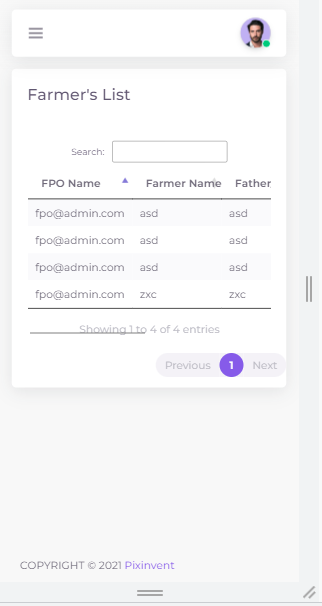 Farmer's List
Search:
FPO Name Farmer Name Father
fpo@admin.com asd asd
fpo@admin.com asd asd
fpo@admin.com asd asd
fpo@admin.com zxc zxc
Showing 1 to 4 of 4 entries
Previous 1 Next
COPYRIGHT © 2021 Pixinvent